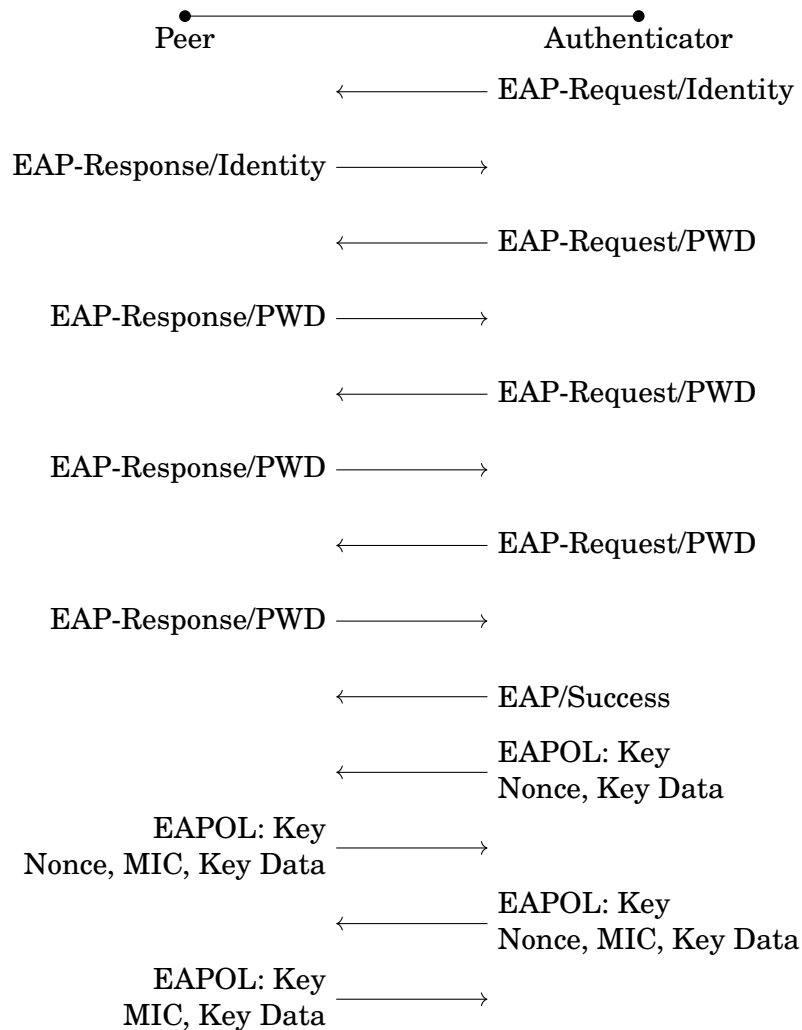 Peer
Authenticator
EAP-Request/Identity
EAP-Response/Identity
EAP-Request/PWD
EAP-Response/PWD
EAP-Request/PWD
EAP-Response/PWD
EAP-Request/PWD
EAP-Response/PWD
EAP/Success
EAPOL: Key
Nonce, Key Data
EAPOL: Key
Nonce, MIC, Key Data
EAPOL: Key
Nonce, MIC, Key Data
EAPOL: Key
MIC, Key Data